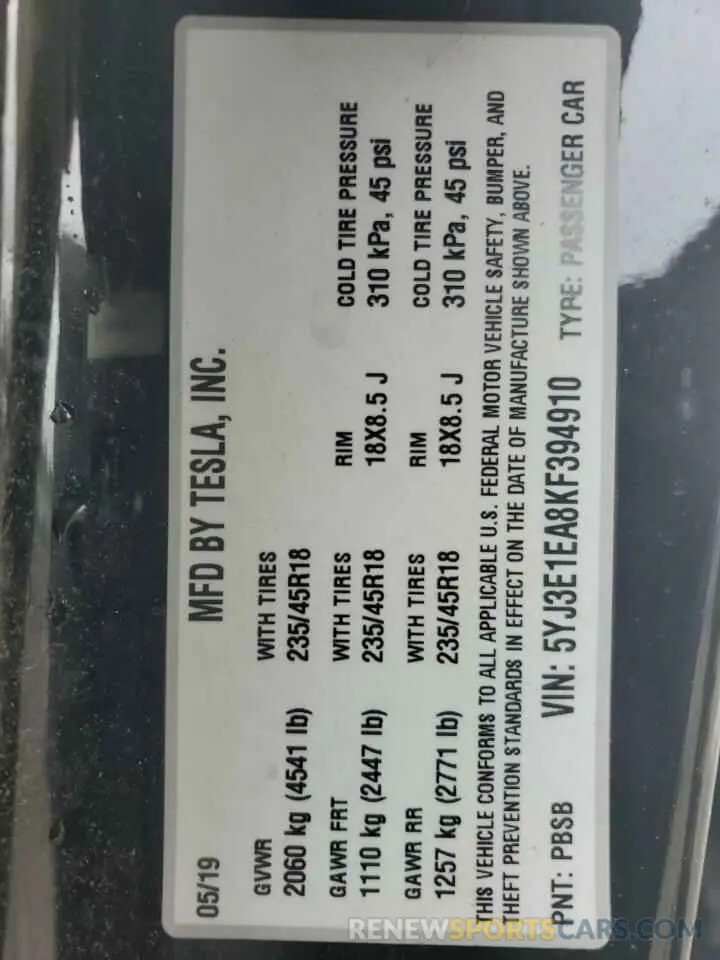 05/19 MFD BY TESLA, INC.
GVWR WITH TIRES
2060 kg (4541 lb) 235/45R18
GAWR FRT WITH TIRES RIM COLD TIRE PRESSURE
1110 kg (2447 lb) 235/45R18 18X8.5 J 310 kPa, 45 psi
GAWR RR WITH TIRES RIM COLD TIRE PRESSURE
1257 kg (2771 lb) 235/45R18 18X8.5 J 310 kPa, 45 psi
THIS VEHICLE CONFORMS TO ALL APPLICABLE U.S. FEDERAL MOTOR VEHICLE SAFETY, BUMPER, AND
THEFT PREVENTION STANDARDS IN EFFECT ON THE DATE OF MANUFACTURE SHOWN ABOVE.
PNT: PBSB VIN: 5YJ3E1EA8KF394910 TYPE: PASSENGER CAR
RENEWSPORTSCARS.COM